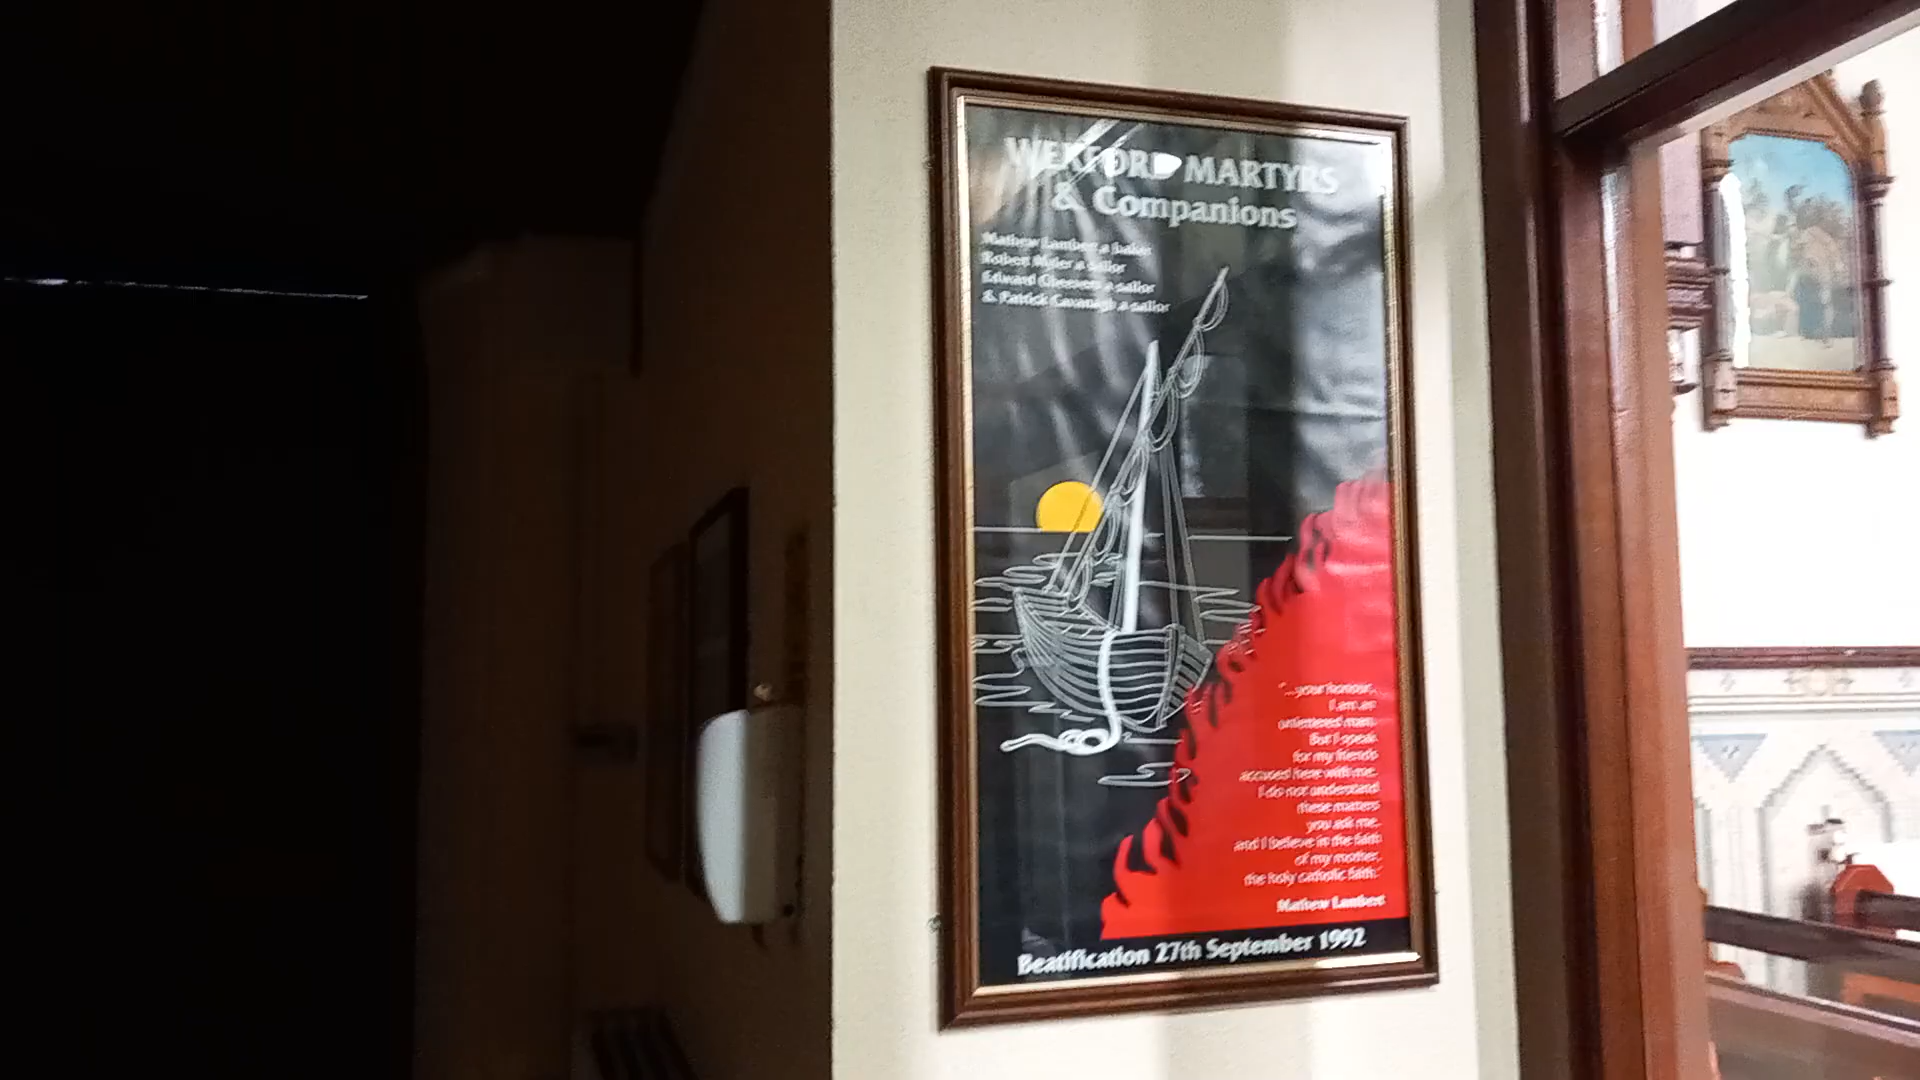 WEXFORD MARTYRS
& Companions
Mathew Lambert a baker
Robert Myler a sailor
Edward Cheevers a sailor
& Patrick Cavanagh a sailor
"...your honour,
I am an
unlettered man.
But I speak
for my friends
accused here with me.
I do not understand
these matters
you ask me,
and I believe in the faith
of my mother,
the holy catholic faith."
Mathew Lambert
Beatification 27th September 1992